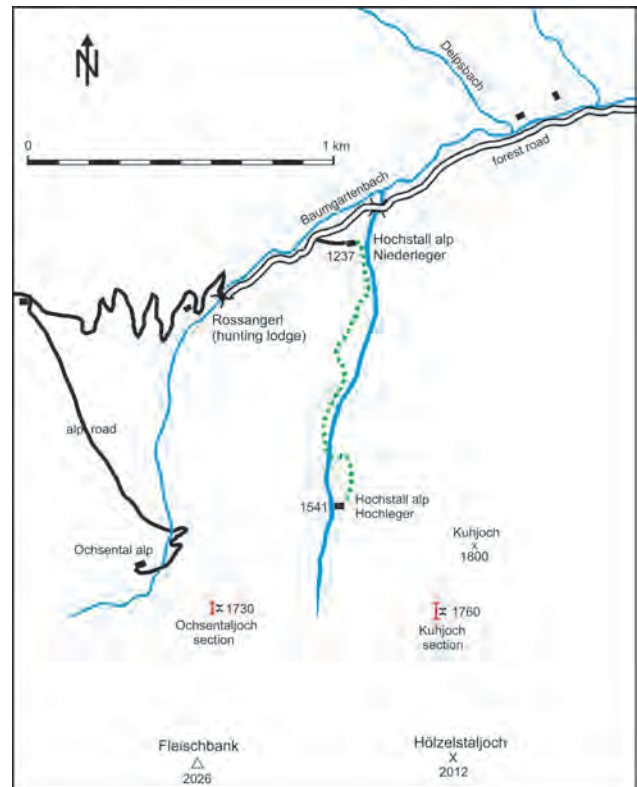 N
Delpsbach
0
1 km
forest road
Baumgartenbach
Hochstall alp
Niederleger
1237
Rossangerl
(hunting lodge)
alp road
1541
Hochstall alp
Hochleger
Ochsental alp
Kuhjoch
x
1800
1730
Ochsentaljoch
section
1760
Kuhjoch
section
Fleischbank
2026
Hölzelstaljoch
X
2012